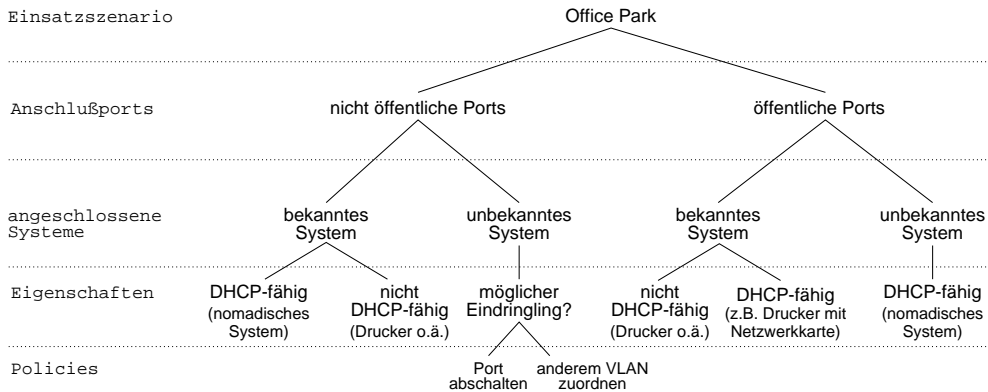 Einsatzszenario Office Park
Anschlußports nicht öffentliche Ports öffentliche Ports
angeschlossene bekanntes unbekanntes bekanntes unbekanntes
Systeme System System System System
Eigenschaften DHCP-fähig nicht möglicher nicht DHCP-fähig DHCP-fähig
(nomadisches DHCP-fähig Eindringling? DHCP-fähig (z.B. Drucker mit (nomadisches
System) (Drucker o.ä.) (Drucker o.ä.) Netzwerkkarte) System)
Policies Port anderem VLAN
abschalten zuordnen